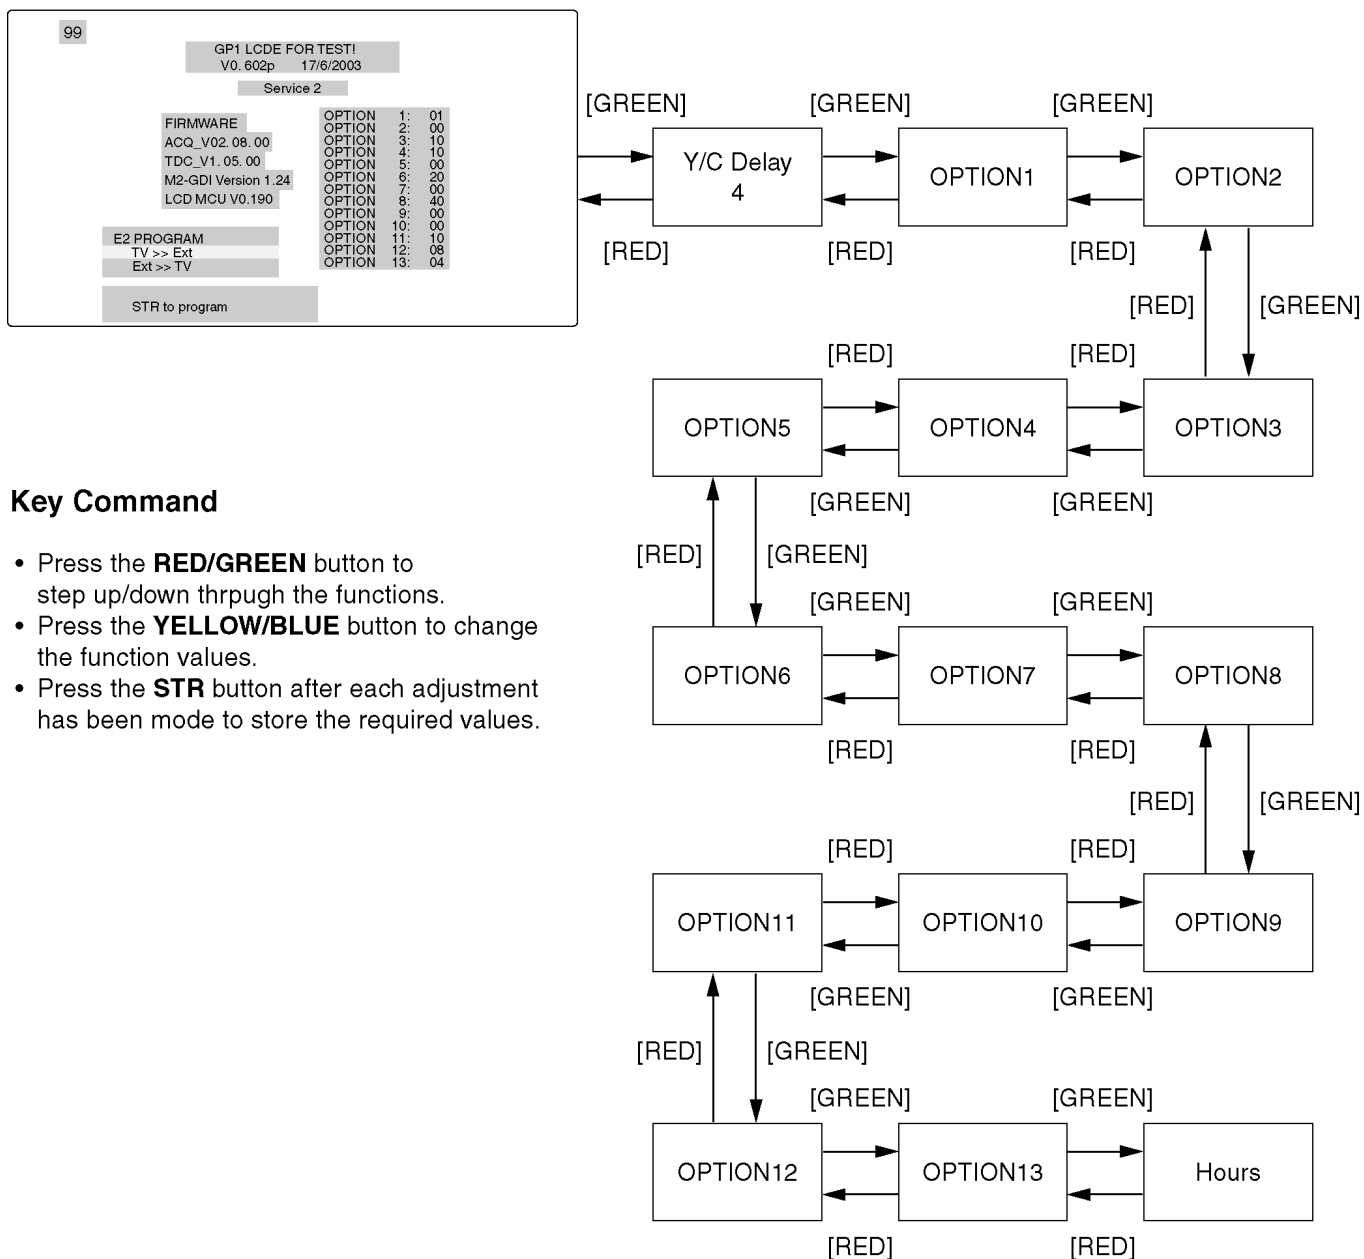 99
GP1 LCDE FOR TEST!
V0. 602p 17/6/2003
Service 2
FIRMWARE
ACQ_V02. 08. 00
TDC_V1. 05. 00
M2-GDI Version 1.24
LCD MCU V0.190
OPTION 1: 01
OPTION 2: 00
OPTION 3: 10
OPTION 4: 10
OPTION 5: 00
OPTION 6: 20
OPTION 7: 00
OPTION 8: 40
OPTION 9: 00
OPTION 10: 00
OPTION 11: 10
OPTION 12: 08
OPTION 13: 04
E2 PROGRAM
TV >> Ext
Ext >> TV
STR to program
[GREEN] [GREEN] [GREEN]
Y/C Delay
4
OPTION1
OPTION2
[RED] [RED] [RED]
[RED] [GREEN]
[RED] [RED]
OPTION5 OPTION4 OPTION3
[GREEN] [GREEN]
[RED] [GREEN]
[GREEN] [GREEN]
OPTION6 OPTION7 OPTION8
[RED] [RED]
[RED] [GREEN]
[RED] [RED]
OPTION11 OPTION10 OPTION9
[GREEN] [GREEN]
[RED] [GREEN]
[GREEN] [GREEN]
OPTION12 OPTION13 Hours
[RED] [RED]
Key Command
• Press the RED/GREEN button to
step up/down thrpugh the functions.
• Press the YELLOW/BLUE button to change
the function values.
• Press the STR button after each adjustment
has been mode to store the required values.